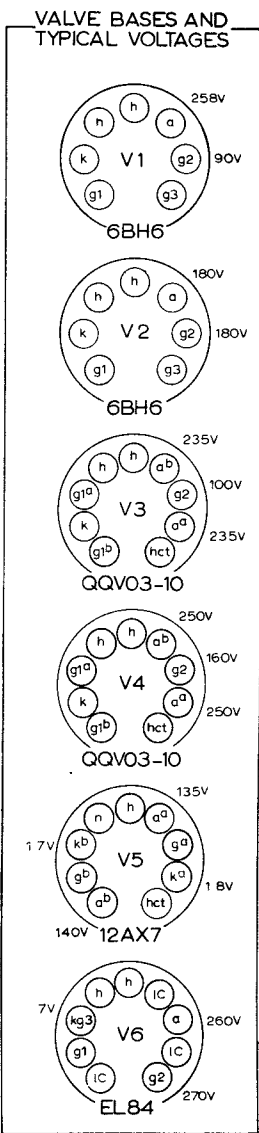 VALVE BASES AND
TYPICAL VOLTAGES
258V
h
h
a
k
V1
g2
90V
g1
g3
6BH6
180V
h
h
a
k
V2
g2
180V
g1
g3
6BH6
235V
h
h
aᵇ
g1ᵃ
g2
100V
V3
k
aᵃ
235V
g1ᵇ
hct
QQV03-10
250V
h
h
aᵇ
g1ᵃ
g2
160V
V4
k
aᵃ
250V
g1ᵇ
hct
QQV03-10
135V
n
h
aᵃ
1 7V
kᵇ
gᵃ
V5
gᵇ
kᵃ
1 8V
aᵇ
hct
140V
12AX7
h
h
IC
7V
kg3
a
260V
V6
g1
IC
IC
g2
270V
EL84